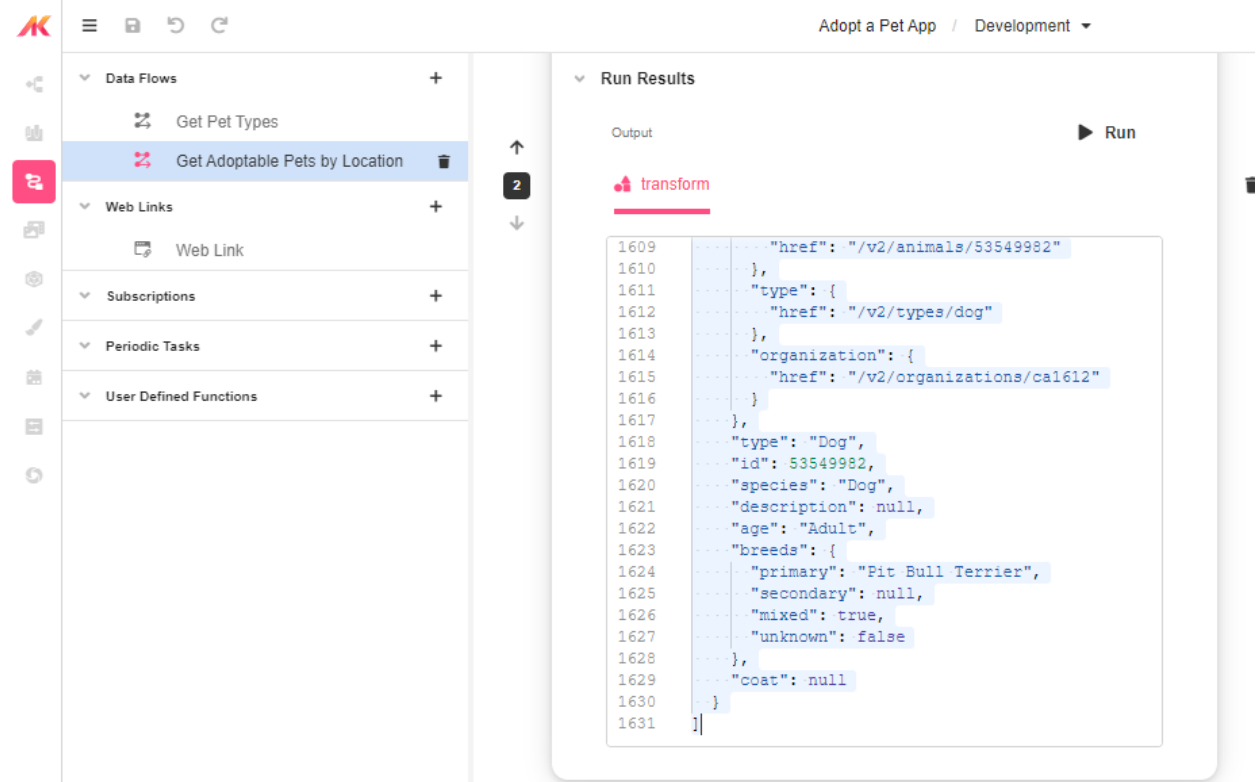 Adopt a Pet App / Development
Data Flows
Get Pet Types
Get Adoptable Pets by Location
Web Links
Web Link
Subscriptions
Periodic Tasks
User Defined Functions
2
Run Results
Output
Run
transform
1609 "href": "/v2/animals/53549982"
1610 },
1611 "type": {
1612 "href": "/v2/types/dog"
1613 },
1614 "organization": {
1615 "href": "/v2/organizations/ca1612"
1616 }
1617 },
1618 "type": "Dog",
1619 "id": 53549982,
1620 "species": "Dog",
1621 "description": null,
1622 "age": "Adult",
1623 "breeds": {
1624 "primary": "Pit Bull Terrier",
1625 "secondary": null,
1626 "mixed": true,
1627 "unknown": false
1628 },
1629 "coat": null
1630 }
1631 ]